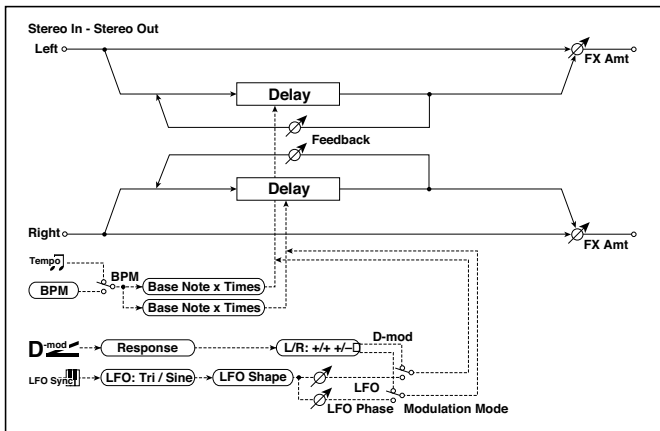 Stereo In - Stereo Out
Left
FX Amt
Delay
Feedback
Delay
Right
FX Amt
Tempo
BPM
BPM
Base Note x Times
Base Note x Times
D-mod
D-mod
Response
L/R: +/+ +/–
LFO Sync
LFO: Tri / Sine
LFO Shape
LFO
LFO Phase
Modulation Mode